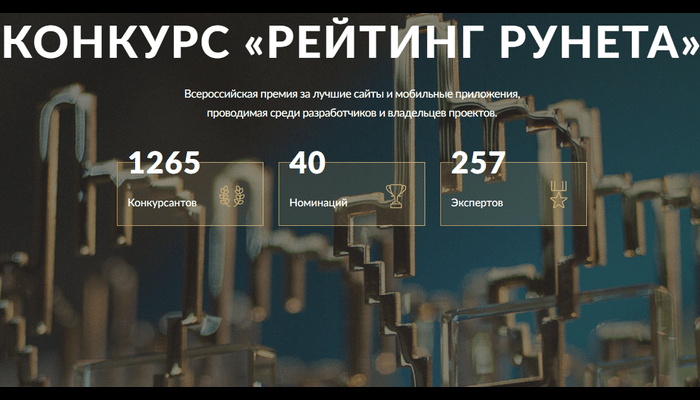 КОНКУРС «РЕЙТИНГ РУНЕТА»
Всероссийская премия за лучшие сайты и мобильные приложения,
проводимая среди разработчиков и владельцев проектов.
1265 40 257
Конкурсантов Номинаций Экспертов